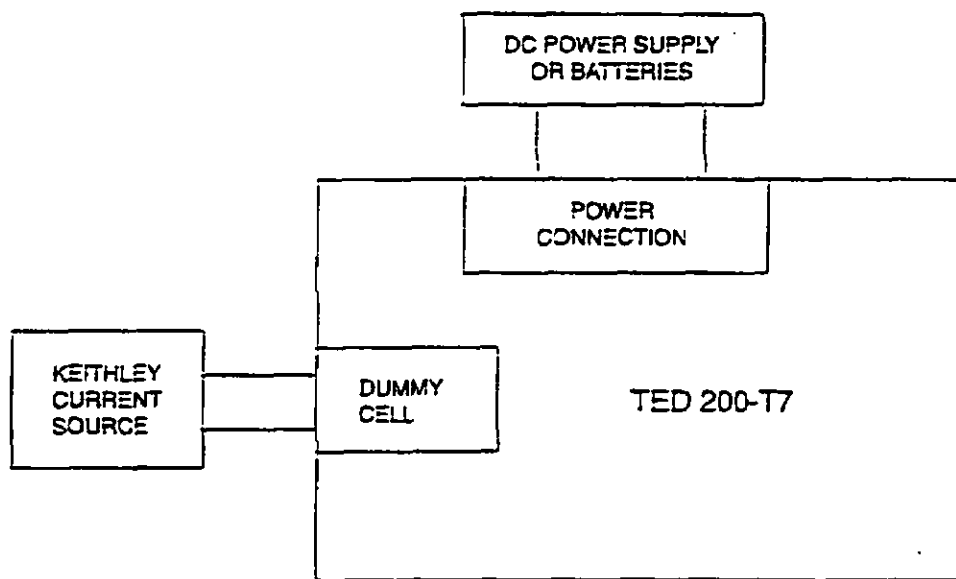 DC POWER SUPPLY
OR BATTERIES
POWER
CONNECTION
KEITHLEY
CURRENT
SOURCE
DUMMY
CELL
TED 200-T7